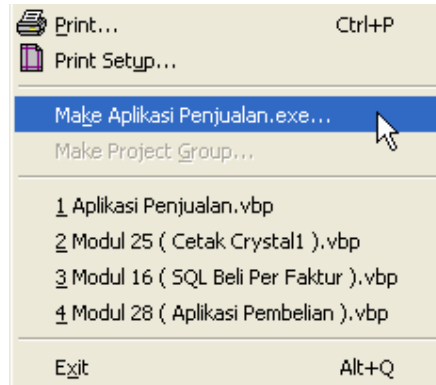 Print... Ctrl+P
Print Setup...
Make Aplikasi Penjualan.exe...
Make Project Group...
1 Aplikasi Penjualan.vbp
2 Modul 25 ( Cetak Crystal1 ).vbp
3 Modul 16 ( SQL Beli Per Faktur ).vbp
4 Modul 28 ( Aplikasi Pembelian ).vbp
Exit Alt+Q